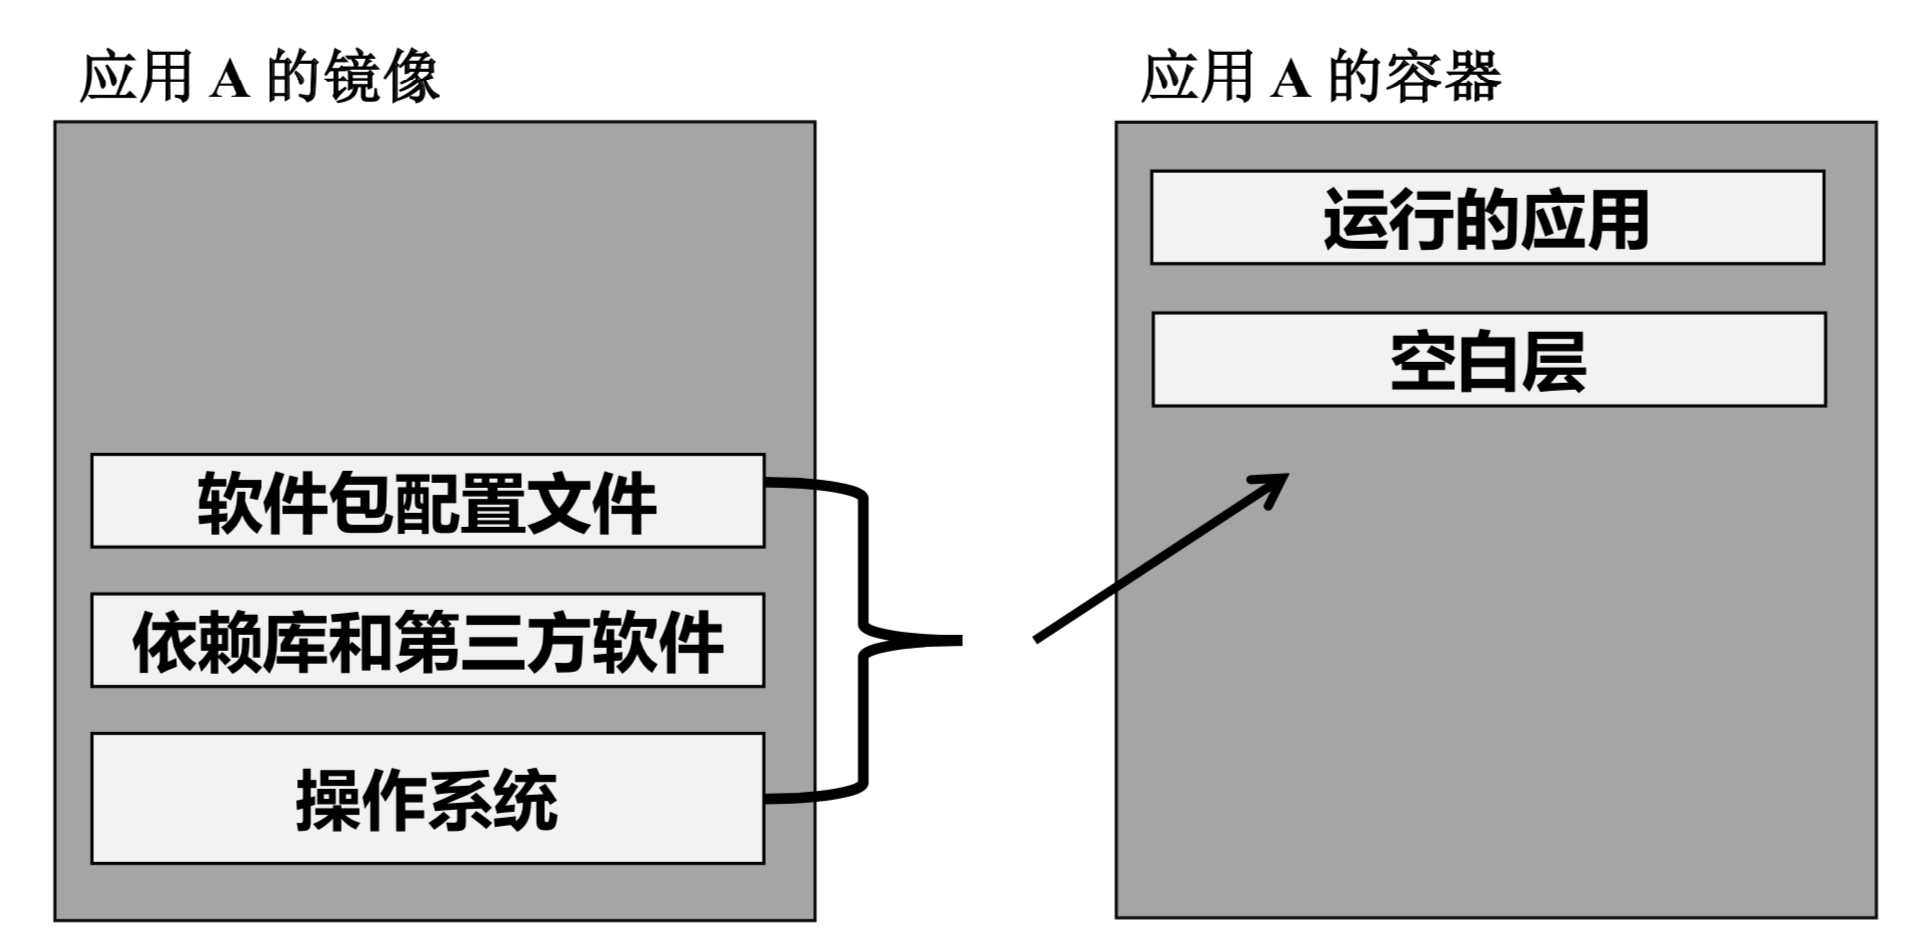 应用 A 的镜像
软件包配置文件
依赖库和第三方软件
操作系统
应用 A 的容器
运行的应用
空白层